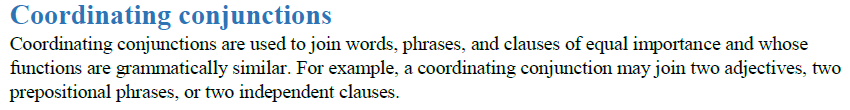 Coordinating conjunctions
Coordinating conjunctions are used to join words, phrases, and clauses of equal importance and whose
functions are grammatically similar. For example, a coordinating conjunction may join two adjectives, two
prepositional phrases, or two independent clauses.